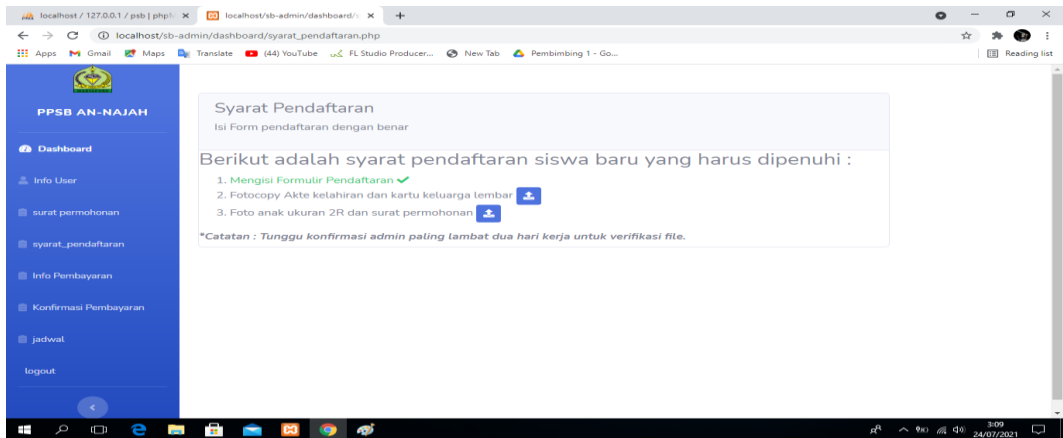 localhost / 127.0.0.1 / psb | php
localhost/sb-admin/dashboard/
localhost/sb-admin/dashboard/syarat_pendaftaran.php
Apps Gmail Maps Translate (44) YouTube FL Studio Producer... New Tab Pembimbing 1 - Go... Reading list
PPSB AN-NAJAH
Dashboard
Info User
surat permohonan
syarat_pendaftaran
Info Pembayaran
Konfirmasi Pembayaran
jadwal
logout
Syarat Pendaftaran
Isi Form pendaftaran dengan benar
Berikut adalah syarat pendaftaran siswa baru yang harus dipenuhi :
1. Mengisi Formulir Pendaftaran
2. Fotocopy Akte kelahiran dan kartu keluarga lembar
3. Foto anak ukuran 2R dan surat permohonan
*Catatan : Tunggu konfirmasi admin paling lambat dua hari kerja untuk verifikasi file.
3:09
24/07/2021